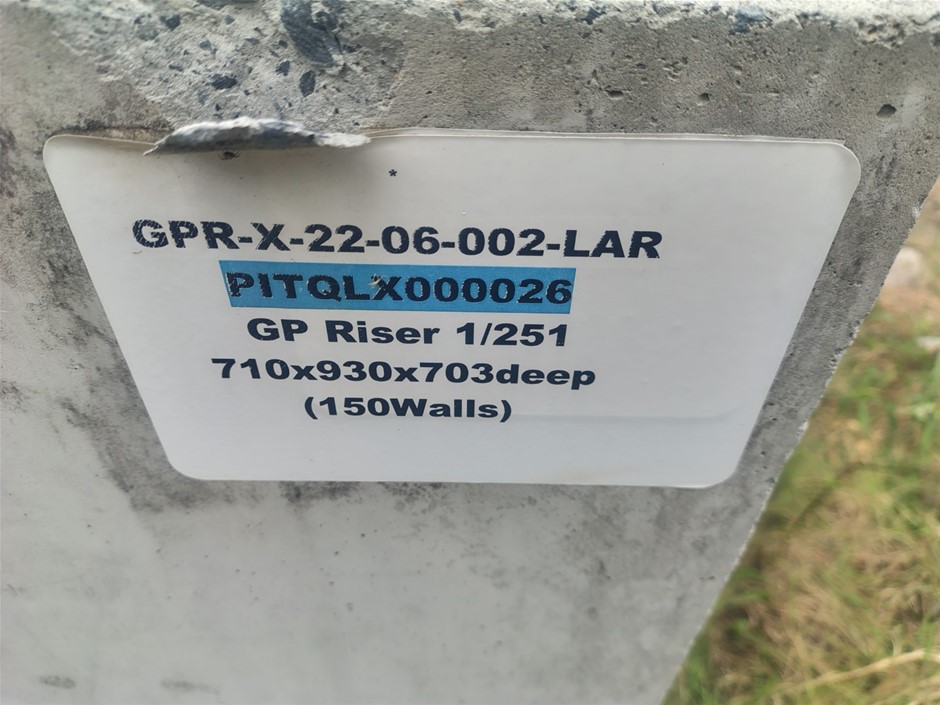 *
GPR-X-22-06-002-LAR
PITQLX000026
GP Riser 1/251
710x930x703deep
(150Walls)